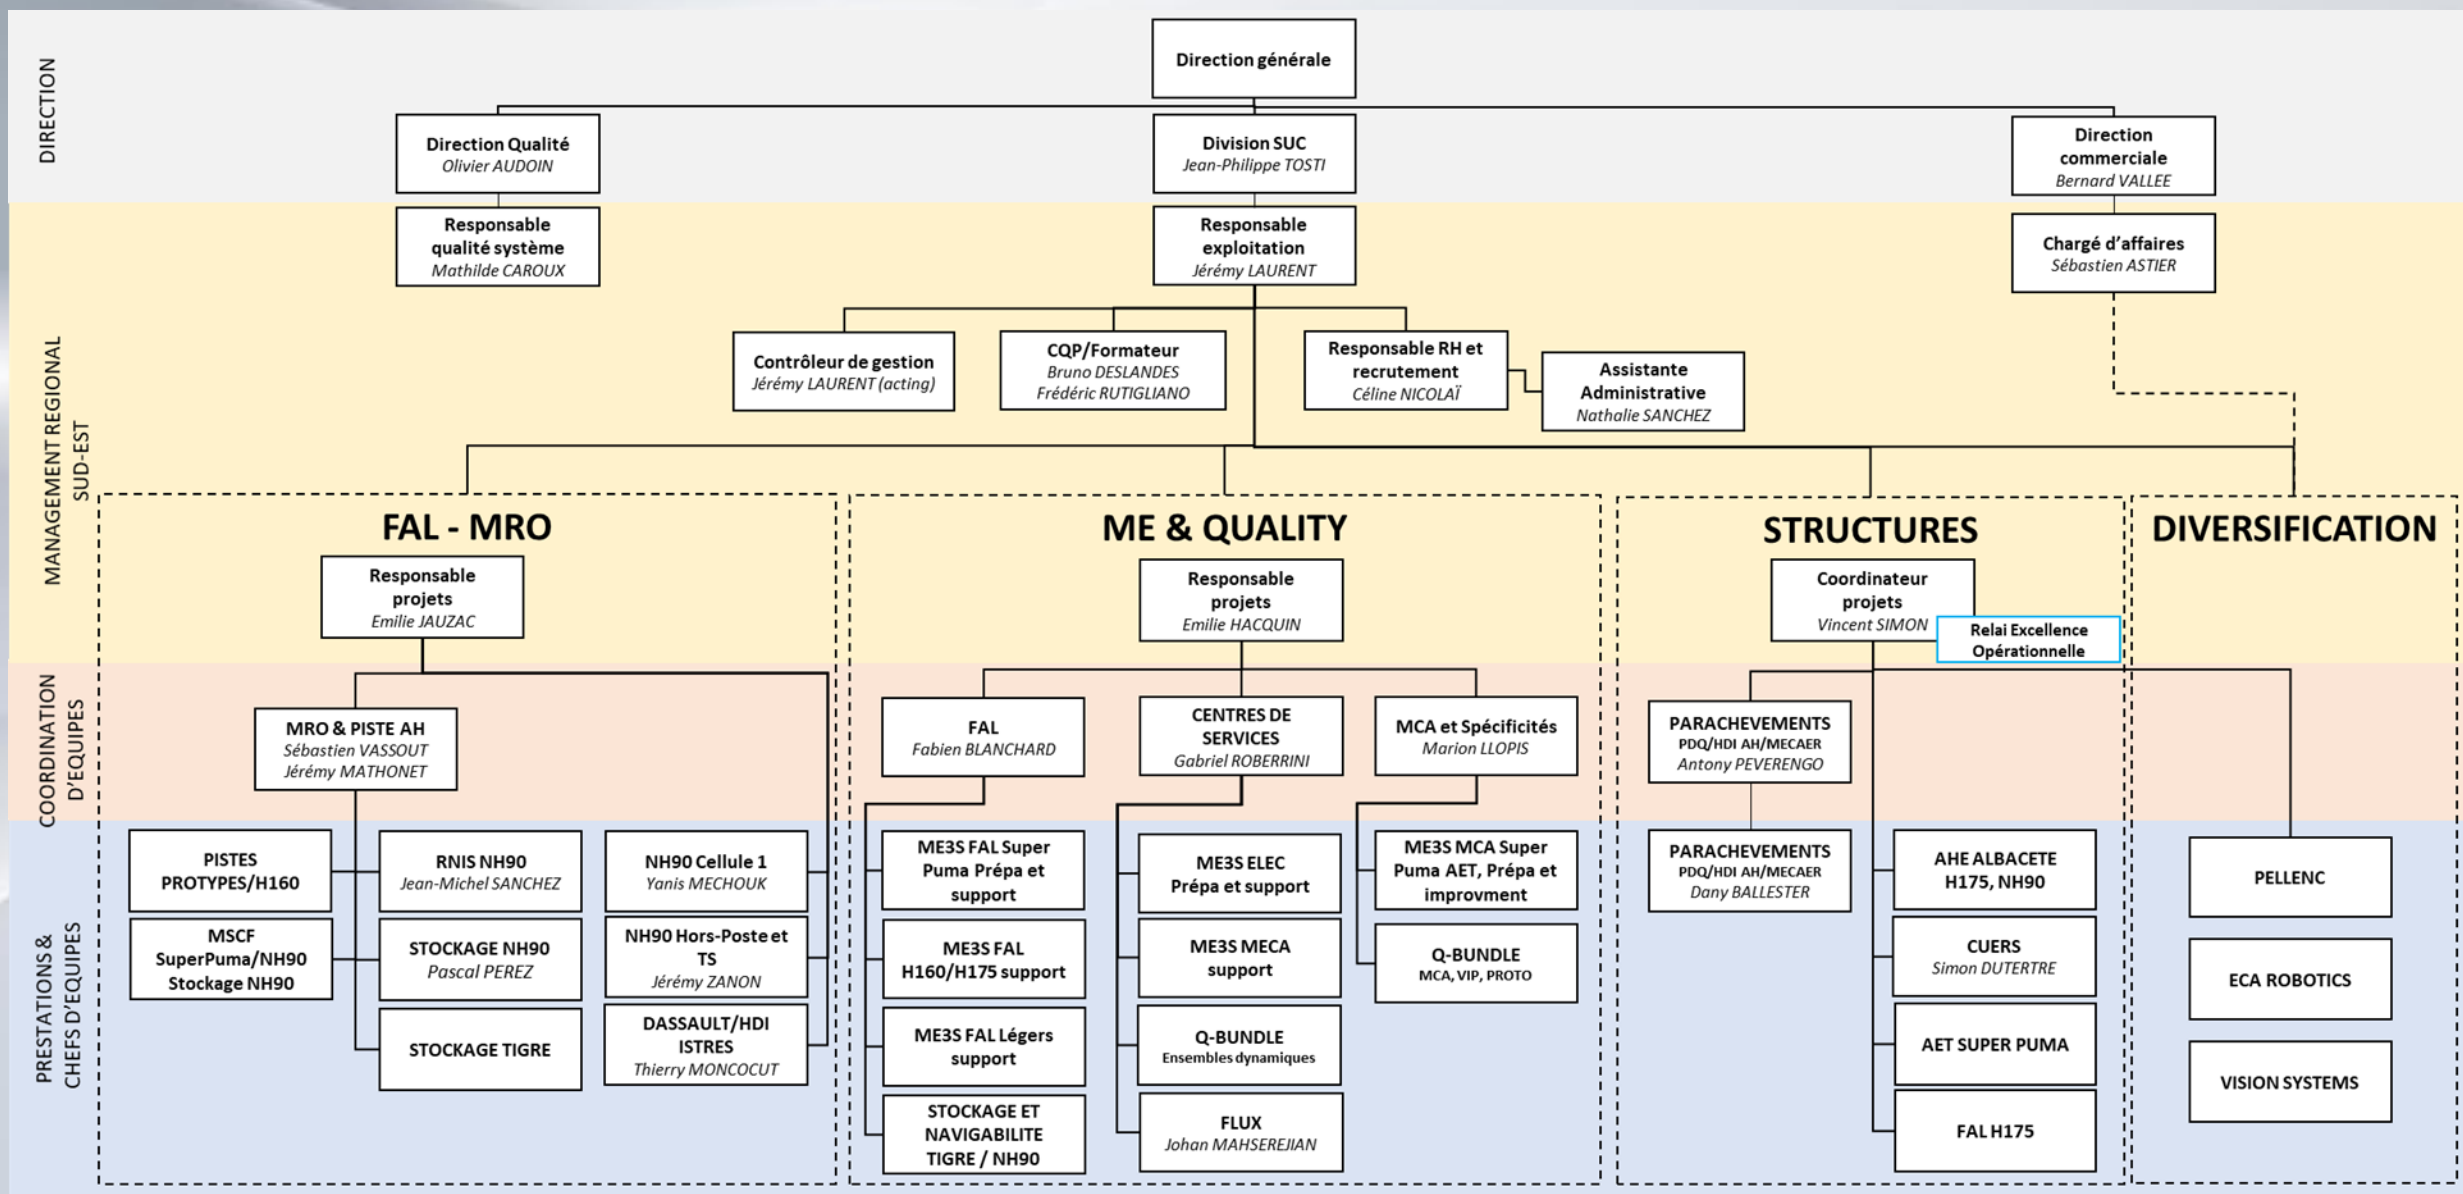 DIRECTION
Direction générale
Direction Qualité
Olivier AUDOIN
Division SUC
Jean-Philippe TOSTI
Direction
commerciale
Bernard VALLEE
MANAGEMENT REGIONAL
SUD-EST
Responsable
qualité système
Mathilde CAROUX
Responsable
exploitation
Jérémy LAURENT
Chargé d'affaires
Sébastien ASTIER
Contrôleur de gestion
Jérémy LAURENT (acting)
CQP/Formateur
Bruno DESLANDES
Frédéric RUTIGLIANO
Responsable RH et
recrutement
Céline NICOLAÏ
Assistante
Administrative
Nathalie SANCHEZ
FAL - MRO
Responsable
projets
Emilie JAUZAC
ME & QUALITY
Responsable
projets
Emilie HACQUIN
STRUCTURES
Coordinateur
projets
Vincent SIMON
Relai Excellence
Opérationnelle
DIVERSIFICATION
COORDINATION
D'EQUIPES
MRO & PISTE AH
Sébastien VASSOUT
Jérémy MATHONET
FAL
Fabien BLANCHARD
CENTRES DE
SERVICES
Gabriel ROBERRINI
MCA et Spécificités
Marion LLOPIS
PARACHEVEMENTS
PDQ/HDI AH/MECAER
Antony PEVERENGO
PRESTATIONS &
CHEFS D'EQUIPES
PISTES
PROTYPES/H160
MSCF
SuperPuma/NH90
Stockage NH90
RNIS NH90
Jean-Michel SANCHEZ
STOCKAGE NH90
Pascal PEREZ
STOCKAGE TIGRE
NH90 Cellule 1
Yanis MECHOUK
NH90 Hors-Poste et
TS
Jérémy ZANON
DASSAULT/HDI
ISTRES
Thierry MONCOCUT
ME3S FAL Super
Puma Prépa et
support
ME3S FAL
H160/H175 support
ME3S FAL Légers
support
STOCKAGE ET
NAVIGABILITE
TIGRE / NH90
ME3S ELEC
Prépa et support
ME3S MECA
support
Q-BUNDLE
Ensembles dynamiques
FLUX
Johan MAHSEREJIAN
ME3S MCA Super
Puma AET, Prépa et
improvment
Q-BUNDLE
MCA, VIP, PROTO
PARACHEVEMENTS
PDQ/HDI AH/MECAER
Dany BALLESTER
AHE ALBACETE
H175, NH90
CUERS
Simon DUTERTRE
AET SUPER PUMA
FAL H175
PELLENC
ECA ROBOTICS
VISION SYSTEMS